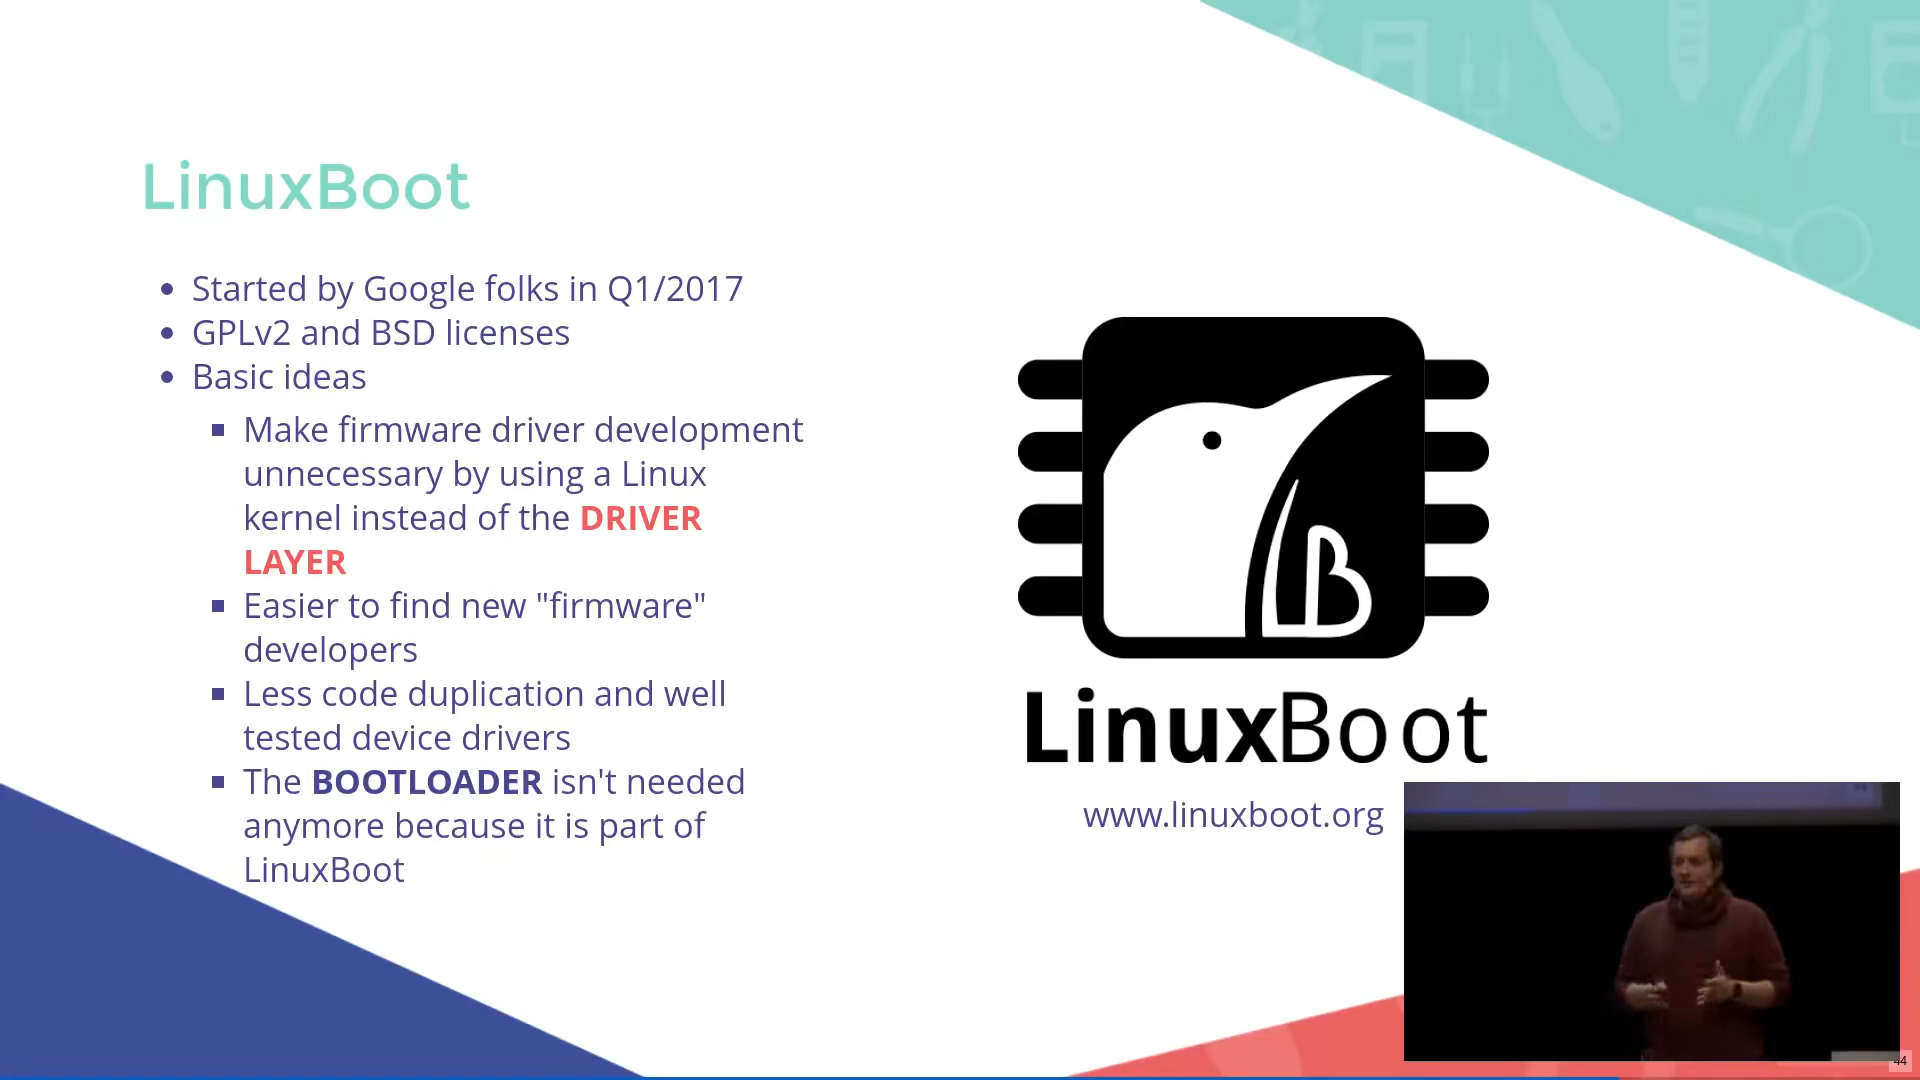 LinuxBoot
Started by Google folks in Q1/2017
GPLv2 and BSD licenses
Basic ideas
Make firmware driver development
unnecessary by using a Linux
kernel instead of the DRIVER
LAYER
Easier to find new "firmware"
developers
Less code duplication and well
tested device drivers
The BOOTLOADER isn't needed
anymore because it is part of
LinuxBoot
B
LinuxBoot
www.linuxboot.org
44